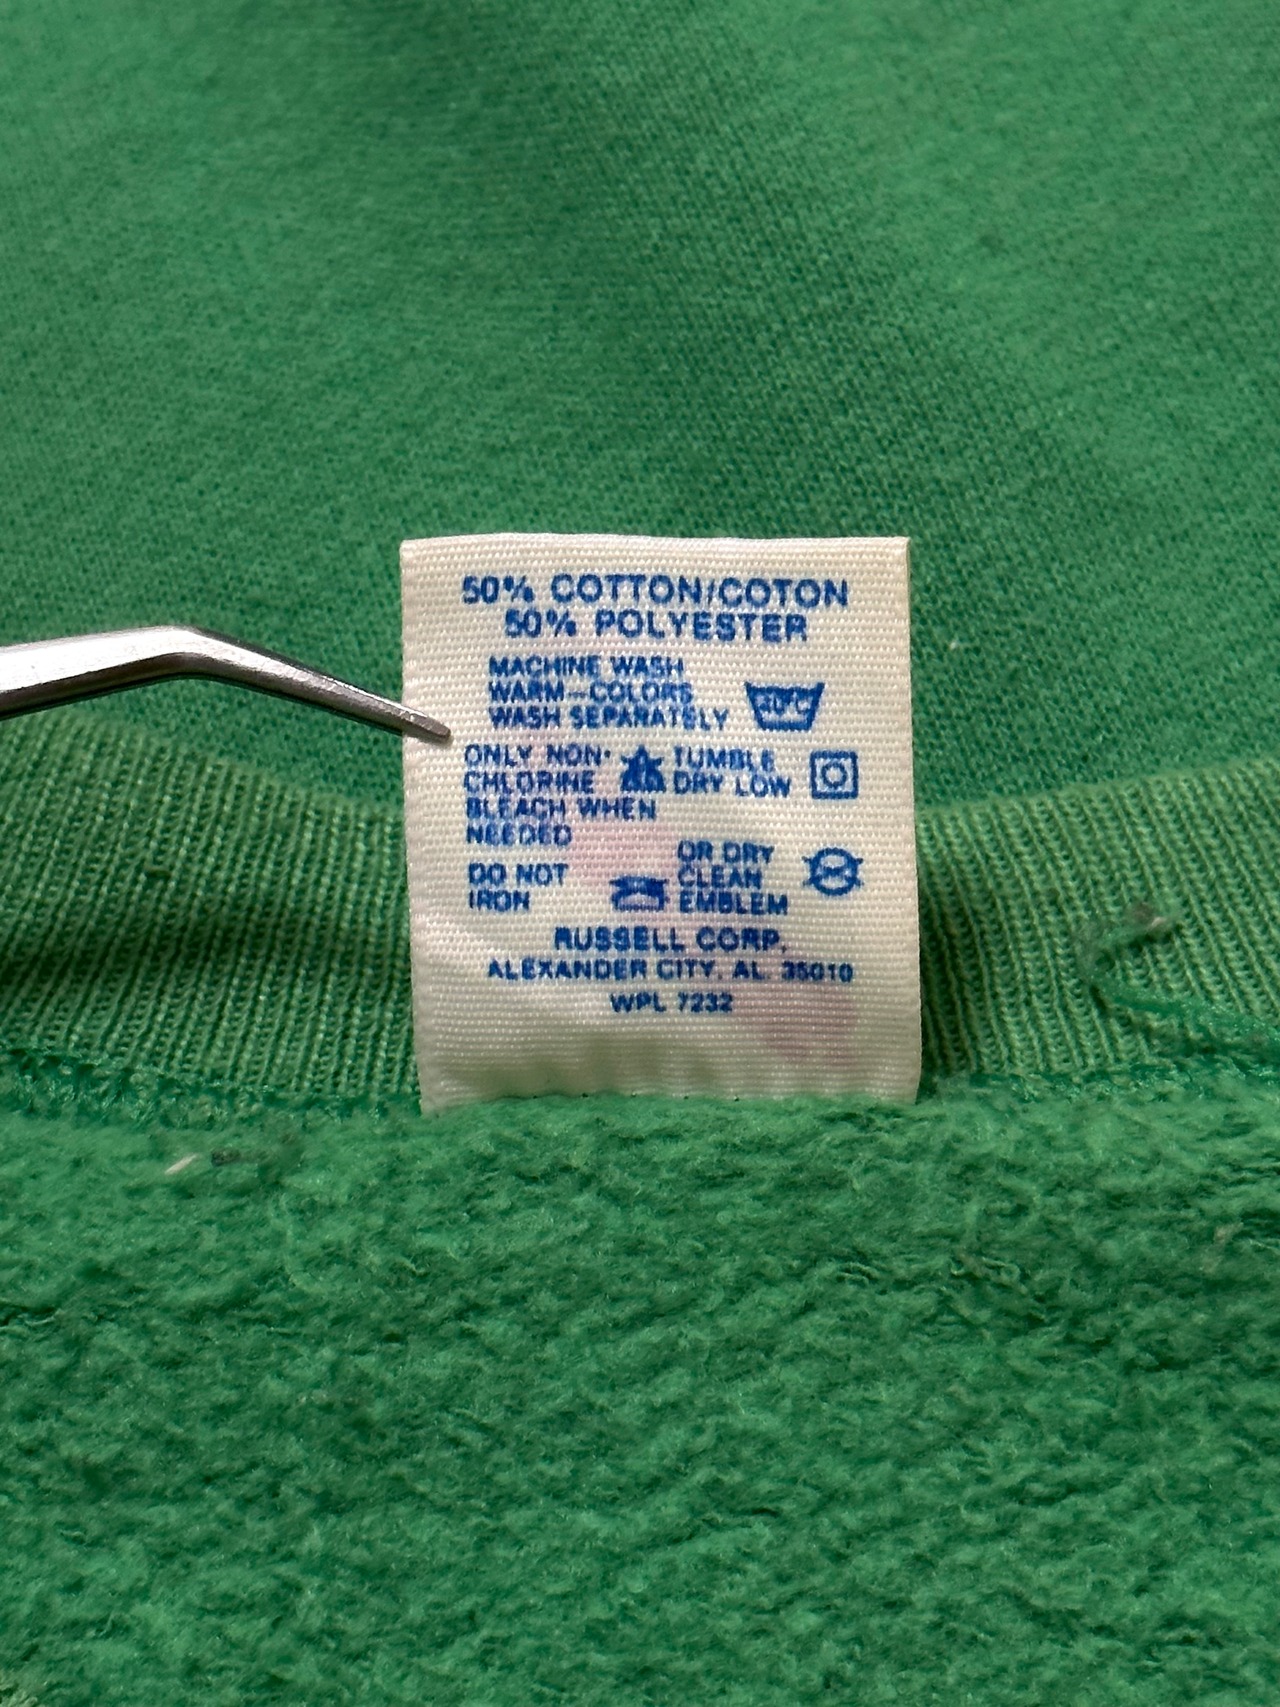 50% COTTON/COTON
50% POLYESTER
MACHINE WASH
WARM-COLORS
WASH SEPARATELY
ONLY NON-
CHLORINE
BLEACH WHEN
NEEDED
TUMBLE
DRY LOW
DO NOT
IRON
OR DRY
CLEAN
EMBLEM
RUSSELL CORP.
ALEXANDER CITY, AL 35010
WPL 7232